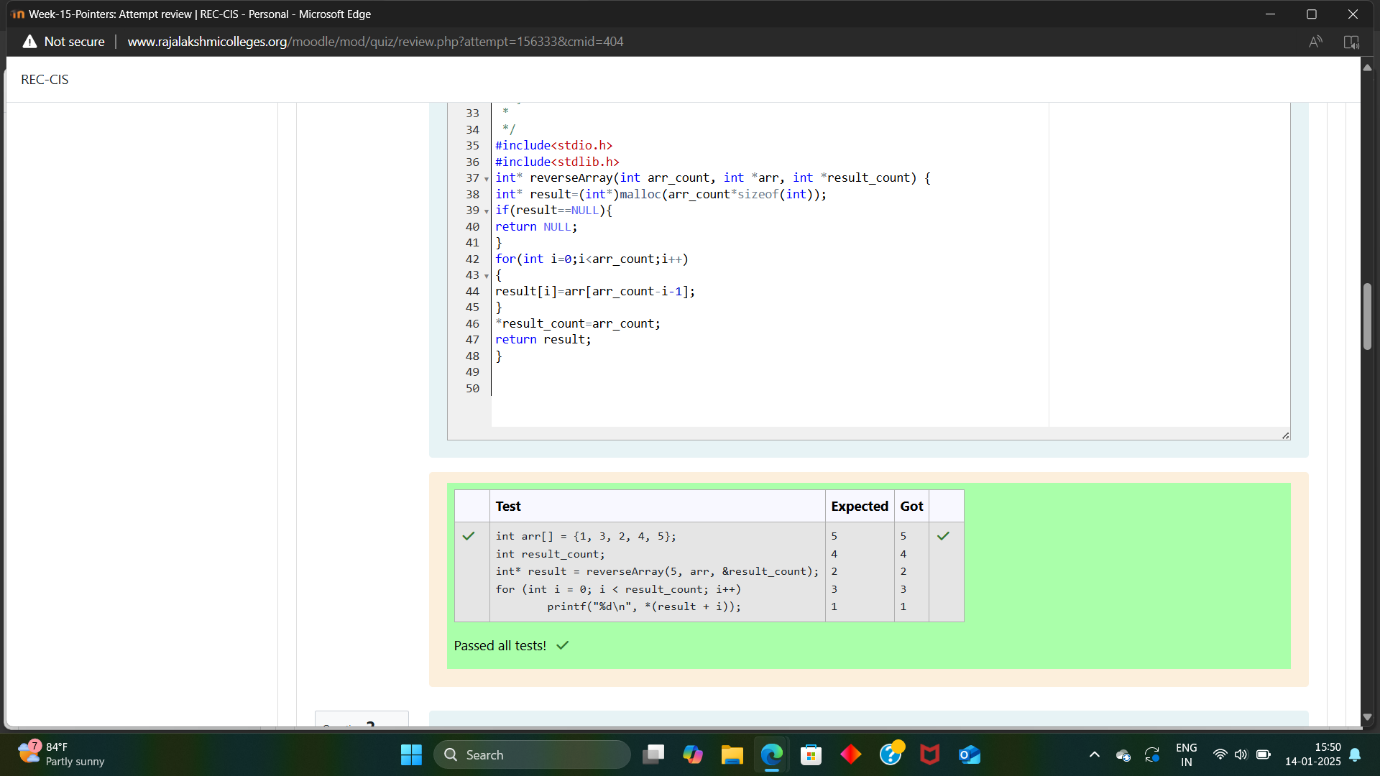 Week-15-Pointers: Attempt review | REC-CIS - Personal - Microsoft Edge
Not secure | www.rajalakshmicolleges.org/moodle/mod/quiz/review.php?attempt=156333&cmid=404
REC-CIS
33 *
34 */
35 #include<stdio.h>
36 #include<stdlib.h>
37 int* reverseArray(int arr_count, int *arr, int *result_count) {
38 int* result=(int*)malloc(arr_count*sizeof(int));
39 if(result==NULL){
40 return NULL;
41 }
42 for(int i=0;i<arr_count;i++)
43 {
44 result[i]=arr[arr_count-i-1];
45 }
46 *result_count=arr_count;
47 return result;
48 }
49
50
Test Expected Got
int arr[] = {1, 3, 2, 4, 5}; 5 5
int result_count; 4 4
int* result = reverseArray(5, arr, &result_count); 2 2
for (int i = 0; i < result_count; i++) 3 3
printf("%d\n", *(result + i)); 1 1
Passed all tests!
7
84°F
Partly sunny
Search
ENG
IN
15:50
14-01-2025